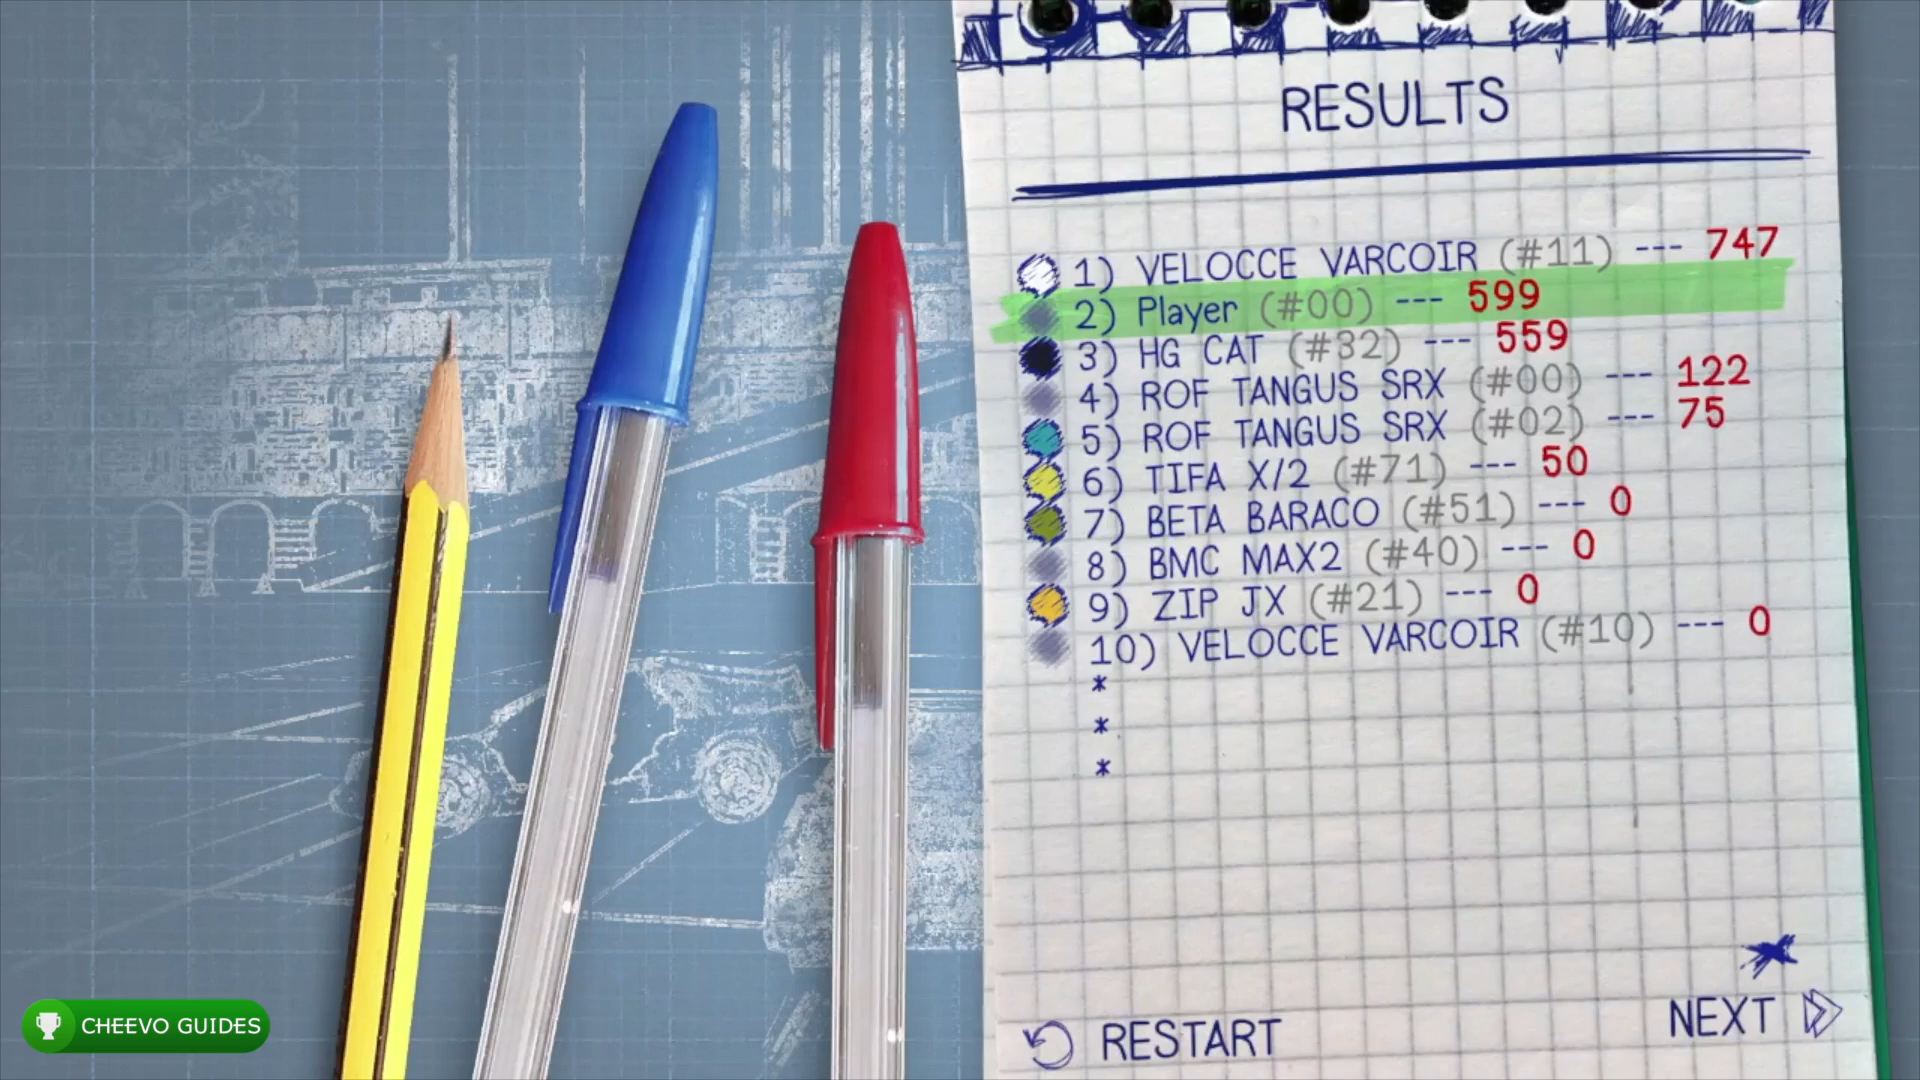 RESULTS
1) VELOCCE VARCOIR (#11) --- 747
2) Player (#00) --- 599
3) HG CAT (#32) --- 559
4) ROF TANGUS SRX (#00) --- 122
5) ROF TANGUS SRX (#02) --- 75
6) TIFA X/2 (#71) --- 50
7) BETA BARACO (#51) --- 0
8) BMC MAX2 (#40) --- 0
9) ZIP JX (#21) --- 0
10) VELOCCE VARCOIR (#10) --- 0
*
*
*
RESTART
NEXT
CHEEVO GUIDES